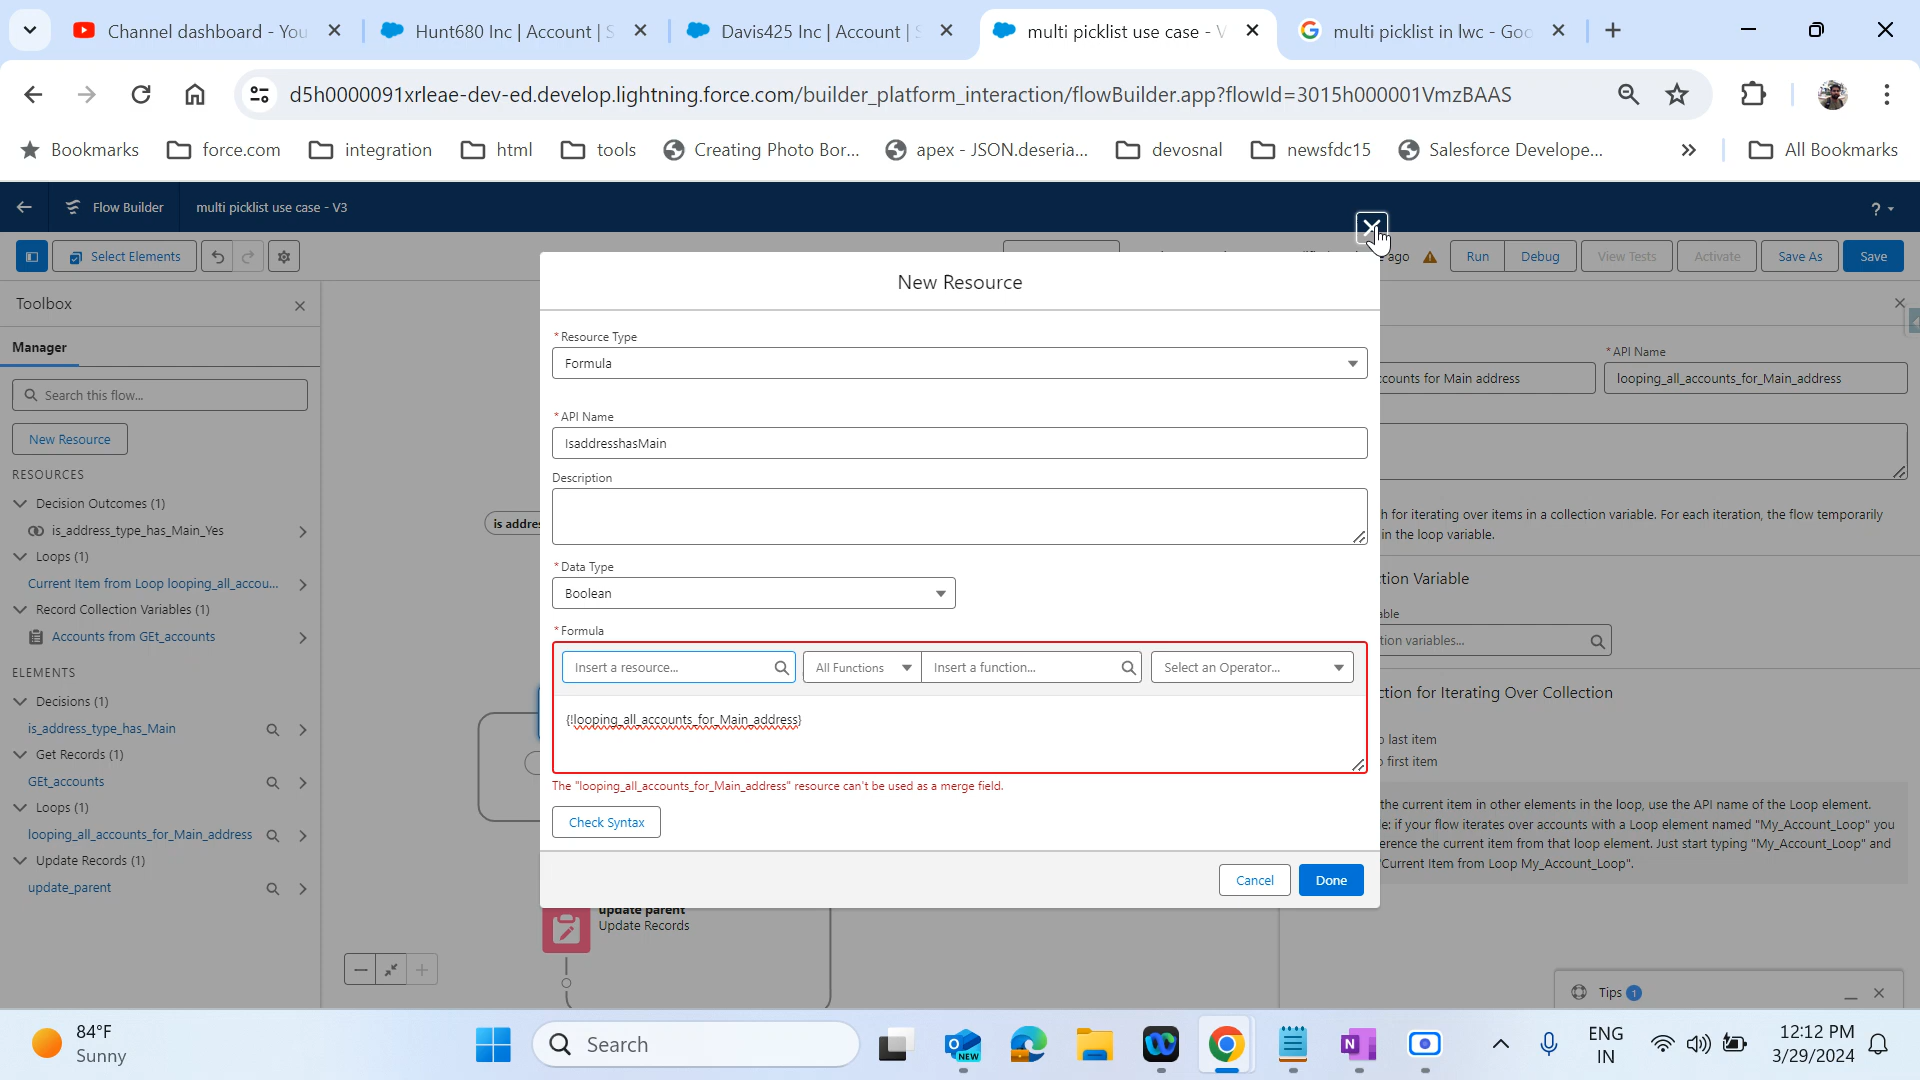 Channel dashboard - You
Hunt680 Inc | Account | S
Davis425 Inc | Account | S
multi picklist use case - V
multi picklist in lwc - Goo
d5h0000091xrleae-dev-ed.develop.lightning.force.com/builder_platform_interaction/flowBuilder.app?flowId=3015h000001VmzBAAS
Bookmarks
force.com
integration
html
tools
Creating Photo Bor...
apex - JSON.deseria...
devosnal
newsfdc15
Salesforce Develope...
All Bookmarks
Flow Builder
multi picklist use case - V3
?
Select Elements
ago
Run
Debug
View Tests
Activate
Save As
Save
Toolbox
Manager
Search this flow...
New Resource
RESOURCES
Decision Outcomes (1)
is_address_type_has_Main_Yes
Loops (1)
Current Item from Loop looping_all_accou...
Record Collection Variables (1)
Accounts from GEt_accounts
ELEMENTS
Decisions (1)
is_address_type_has_Main
Get Records (1)
GEt_accounts
Loops (1)
looping_all_accounts_for_Main_address
Update Records (1)
update_parent
is addre
update parent
Update Records
New Resource
* Resource Type
Formula
* API Name
IsaddresshasMain
Description
* Data Type
Boolean
* Formula
Insert a resource...
All Functions
Insert a function...
Select an Operator...
{!looping_all_accounts_for_Main_address}
The "looping_all_accounts_for_Main_address" resource can't be used as a merge field.
Check Syntax
Cancel
Done
* API Name
counts for Main address
looping_all_accounts_for_Main_address
h for iterating over items in a collection variable. For each iteration, the flow temporarily
in the loop variable.
tion Variable
able
tion variables...
ction for Iterating Over Collection
o last item
o first item
the current item in other elements in the loop, use the API name of the Loop element.
e; if your flow iterates over accounts with a Loop element named "My_Account_Loop" you
erence the current item from that loop element. Just start typing "My_Account_Loop" and
"Current Item from Loop My_Account_Loop".
Tips 1
84°F
Sunny
Search
NEW
ENG
IN
12:12 PM
3/29/2024